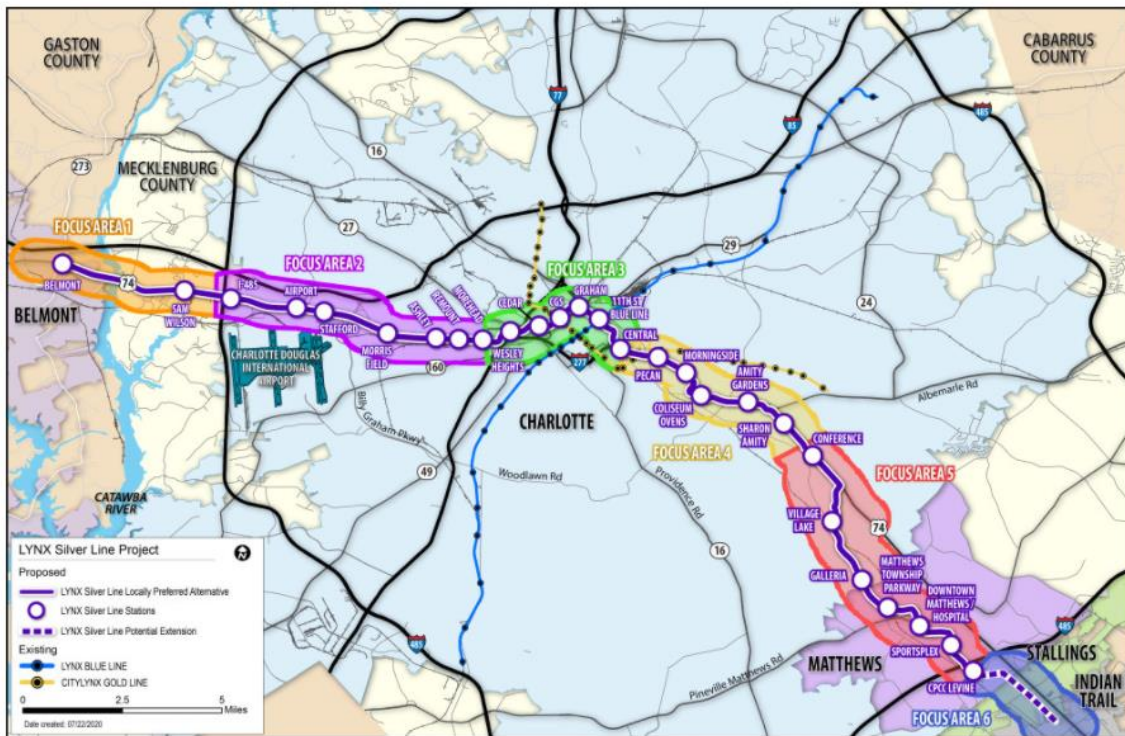 GASTON
COUNTY
CABARRUS
COUNTY
77
485
85
16
273
MECKLENBURG
COUNTY
27
29
FOCUS AREA 1
FOCUS AREA 2
FOCUS AREA 3
24
74
BELMONT
SAM
WILSON
I-485
AIRPORT
STAFFORD
MORRIS
FIELD
ASHLEY
REMOUNT
MOREHEAD
WESLEY
HEIGHTS
CEDAR
CGS
GRAHAM
11TH ST/
BLUE LINE
CENTRAL
PECAN
MORNINGSIDE
COLISEUM
OVENS
AMITY
GARDENS
SHARON
AMITY
CONFERENCE
BELMONT
CHARLOTTE DOUGLAS
INTERNATIONAL
AIRPORT
160
277
Albemarle Rd
Billy Graham Pkwy
CHARLOTTE
FOCUS AREA 4
FOCUS AREA 5
49
Woodlawn Rd
Providence Rd
CATAWBA
RIVER
VILLAGE
LAKE
74
16
GALLERIA
MATTHEWS
TOWNSHIP
PARKWAY
DOWNTOWN
MATTHEWS/
HOSPITAL
SPORTSPLEX
CPCC LEVINE
485
485
Pineville Matthews Rd
MATTHEWS
STALLINGS
INDIAN
TRAIL
FOCUS AREA 6
LYNX Silver Line Project
N
Proposed
LYNX Silver Line Locally Preferred Alternative
LYNX Silver Line Stations
LYNX Silver Line Potential Extension
Existing
LYNX BLUE LINE
CITYLYNX GOLD LINE
0 2.5 5
Miles
Date created: 07/22/2020